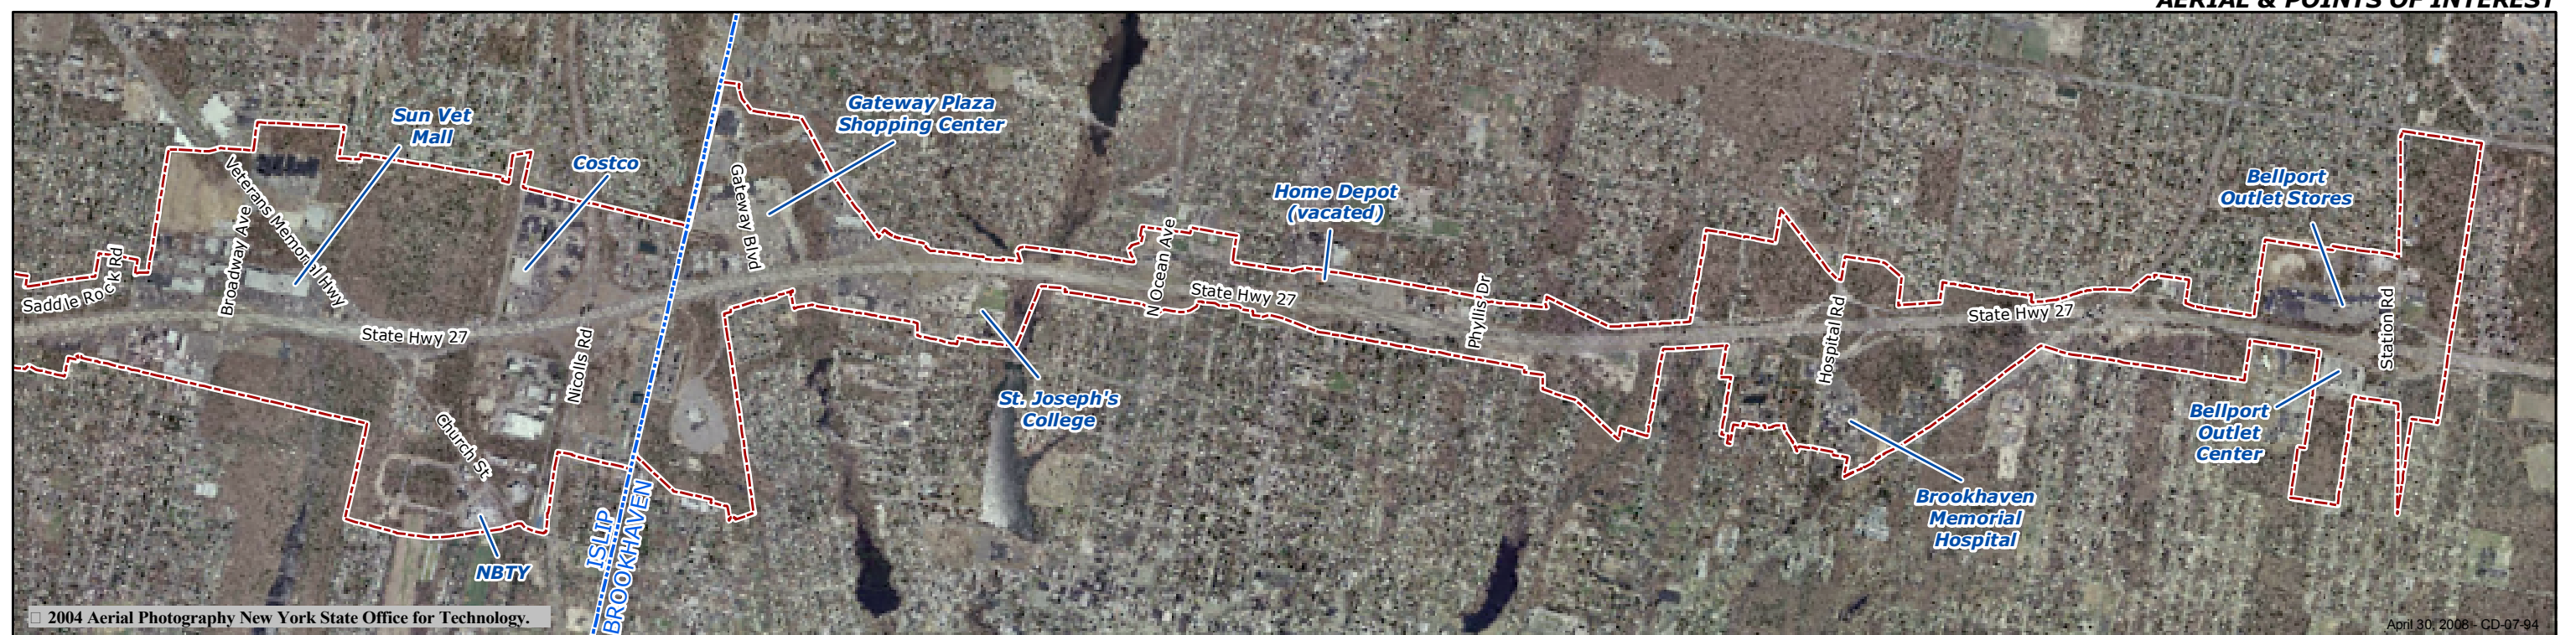 AERIAL & POINTS OF INTEREST
Sun Vet
Mall
Costco
Gateway Plaza
Shopping Center
Home Depot
(vacated)
Bellport
Outlet Stores
Veterans Memorial Hwy
Broadway Ave
Saddle Rock Rd
Gateway Blvd
N Ocean Ave
State Hwy 27
Phyllis Dr
Hospital Rd
State Hwy 27
Station Rd
State Hwy 27
Nicolls Rd
Church St
St. Joseph's
College
Bellport
Outlet
Center
Brookhaven
Memorial
Hospital
NBTY
ISLIP
BROOKHAVEN
2004 Aerial Photography New York State Office for Technology.
April 30, 2008 - CD-07-94